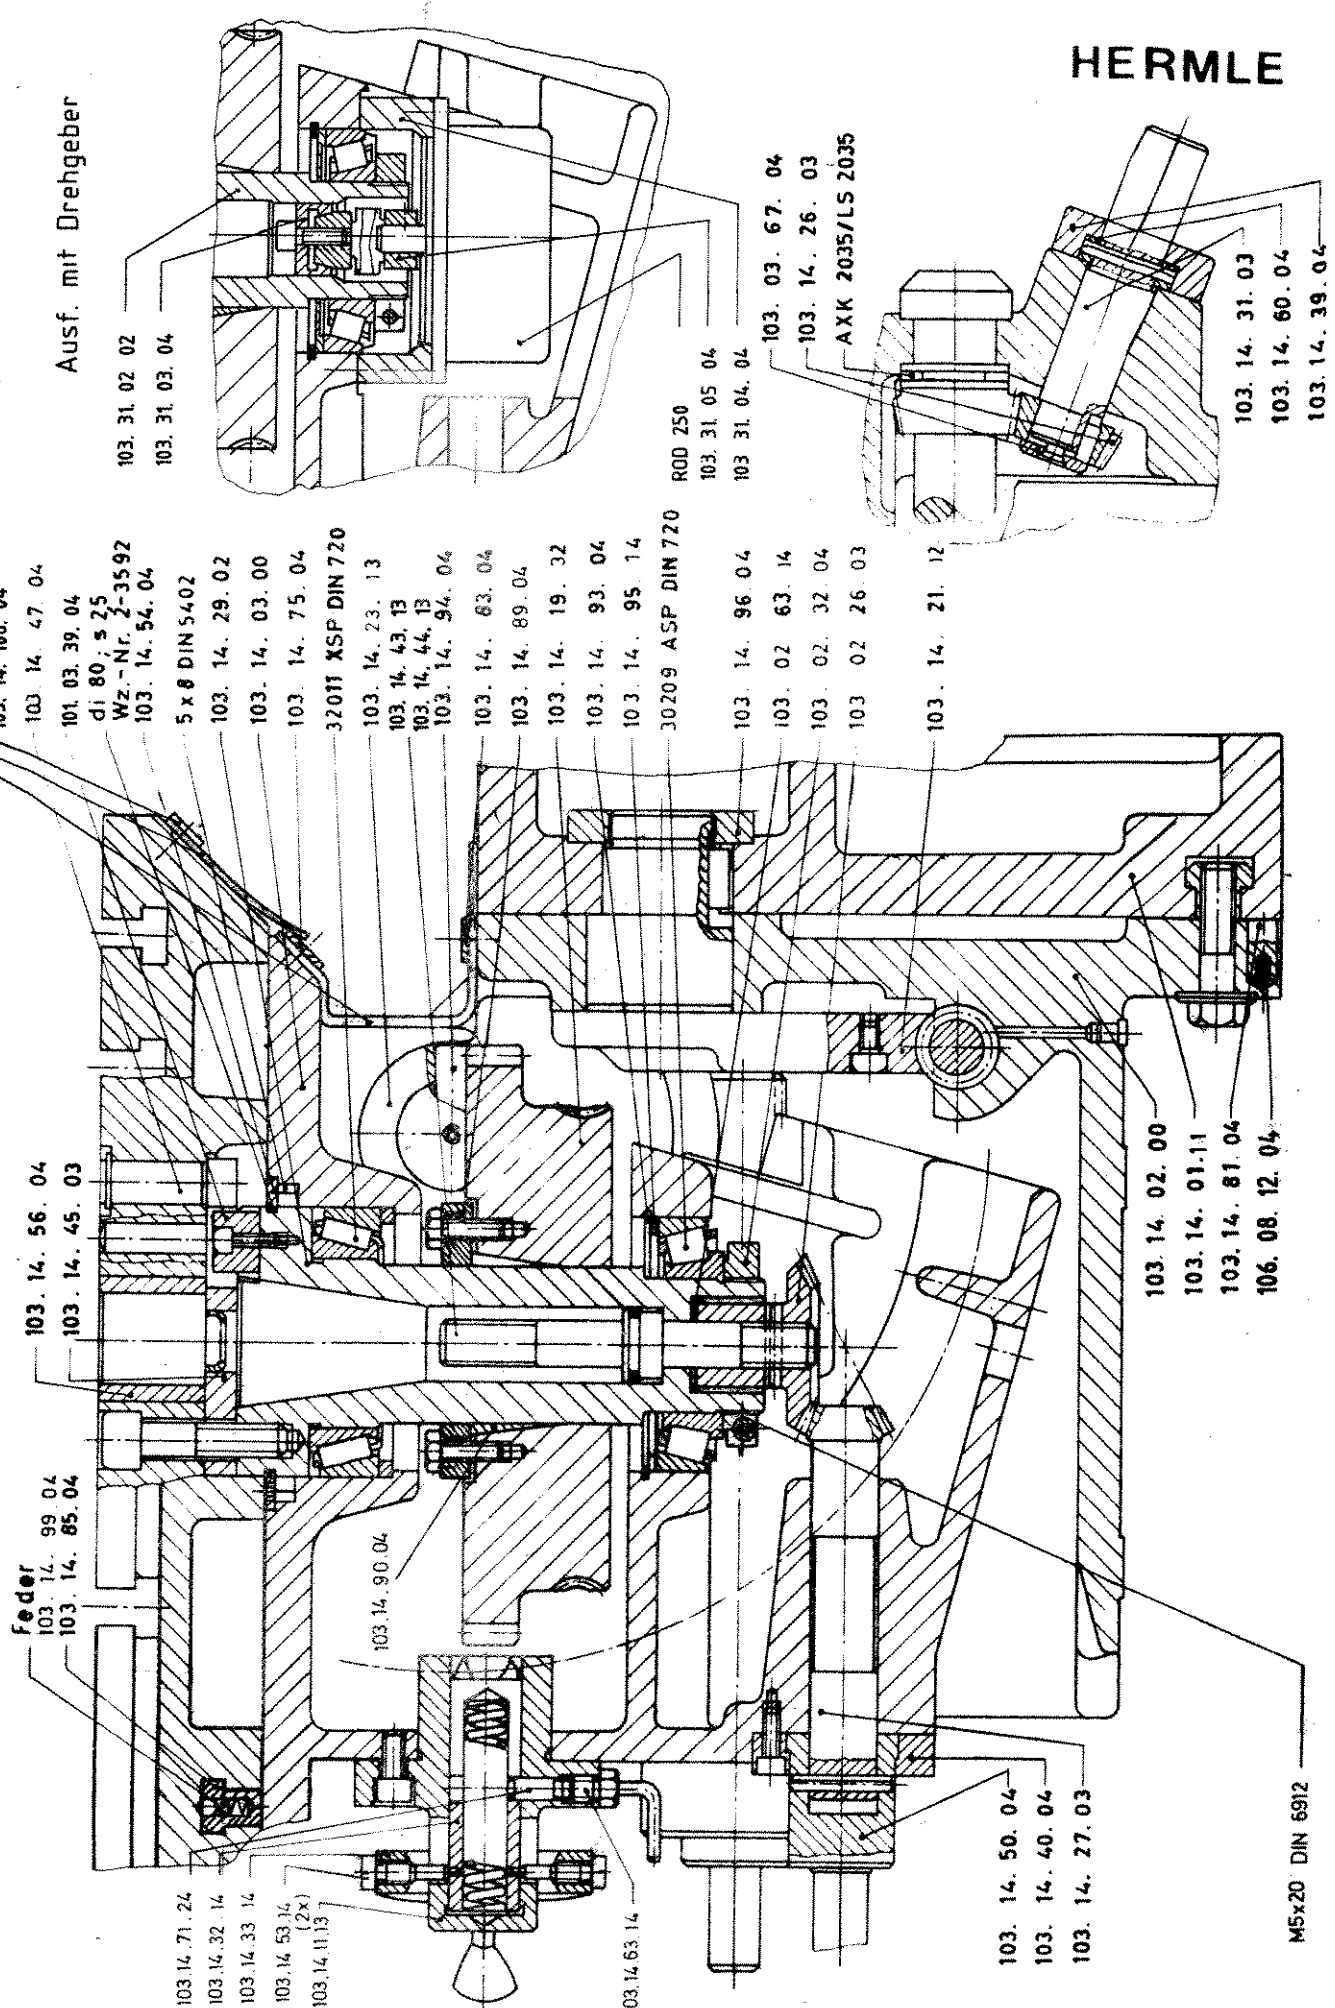 HERMLE
Ausf. mit Drehgeber
103. 31. 02 02
103. 31. 03. 04
ROD 250
103. 31. 05 04
103 31. 04. 04
103. 03. 67. 04
103. 14. 26. 03
AXK 2035/LS 2035
103. 14. 31. 03
103. 14. 60. 04
103. 14. 39. 04
103. 14. 47. 04
101. 03. 39. 04
di 80 ; s 2,5
Wz.-Nr. 2-3592
103. 14. 54. 04
5 x 8 DIN 5402
103. 14. 29. 02
103. 14. 03. 00
103. 14. 75. 04
32011 XSP DIN 720
103. 14. 23. 13
103. 14. 43. 13
103. 14. 44. 13
103. 14. 94. 04
103. 14. 83. 04
103. 14. 89. 04
103. 14. 19. 32
103. 14. 93. 04
103. 14. 95. 14
30209 ASP DIN 720
103. 14. 96 04
103. 02 63. 14
103. 02. 32. 04
103 02 26. 03
103. 14. 21. 12
103. 14. 56. 04
103. 14. 45. 03
Feder
103. 14. 99 04
103. 14. 85. 04
103.14.90.04
103.14.71.24
103.14.32.14
103.14.33 14
103.14 53.14
(2x)
103.14.11.13
03.14.63.14
103. 14. 02. 00
103. 14. 01.11
103. 14. 81. 04
106. 08. 12. 04
103. 14. 50. 04
103. 14. 40. 04
103. 14. 27. 03
M5x20 DIN 6912